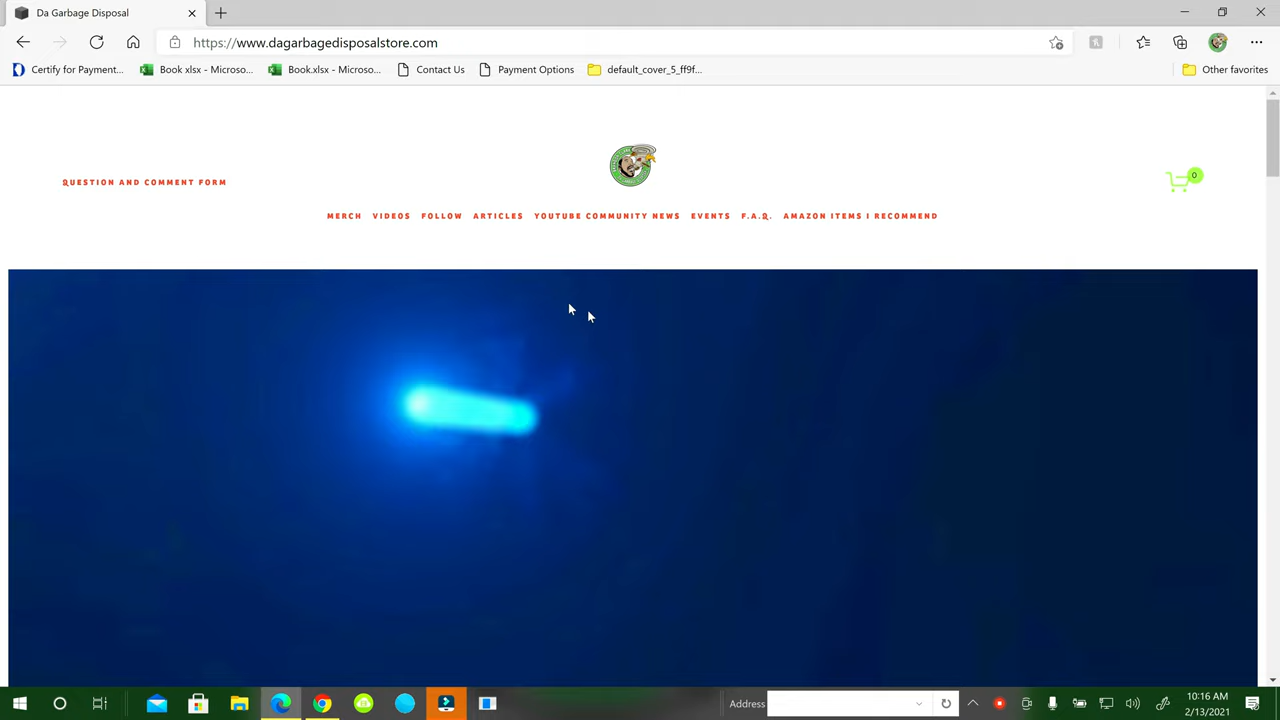 Da Garbage Disposal
https://www.dagarbagedisposalstore.com
Certify for Payment...
Book xlsx - Microso...
Book.xlsx - Microso...
Contact Us
Payment Options
default_cover_5_ff9f...
Other favorites
QUESTION AND COMMENT FORM
0
MERCH VIDEOS FOLLOW ARTICLES YOUTUBE COMMUNITY NEWS EVENTS F.A.Q. AMAZON ITEMS I RECOMMEND
Address
10:16 AM
2/13/2021